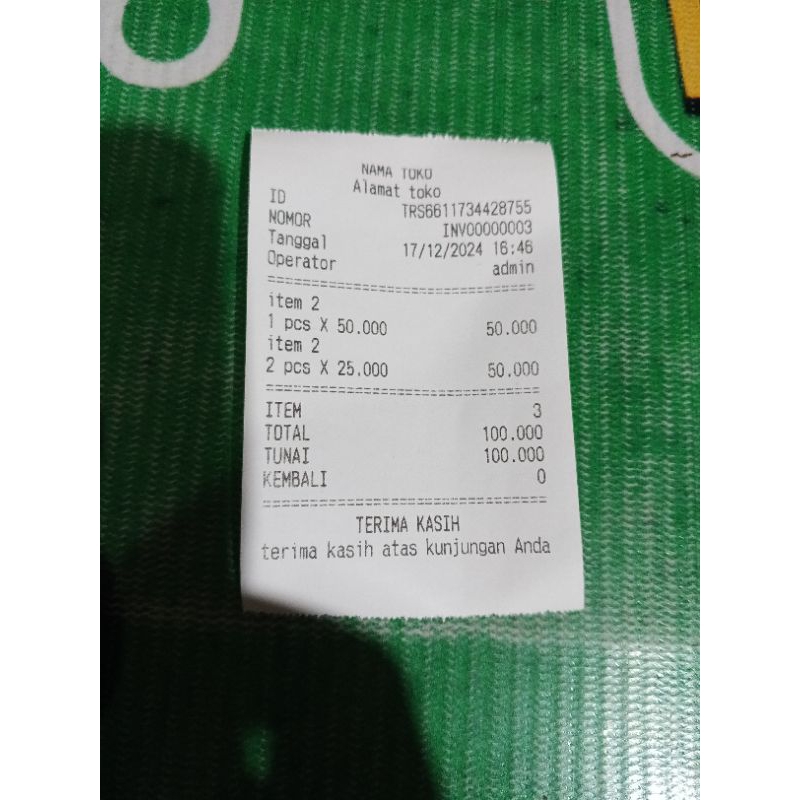 NAMA TOKO
Alamat toko
ID TRS6611734428755
NOMOR INV00000003
Tanggal 17/12/2024 16:46
Operator admin
================================
item 2
1 pcs X 50.000 50.000
item 2
2 pcs X 25.000 50.000
================================
ITEM 3
TOTAL 100.000
TUNAI 100.000
KEMBALI 0
================================
TERIMA KASIH
terima kasih atas kunjungan Anda